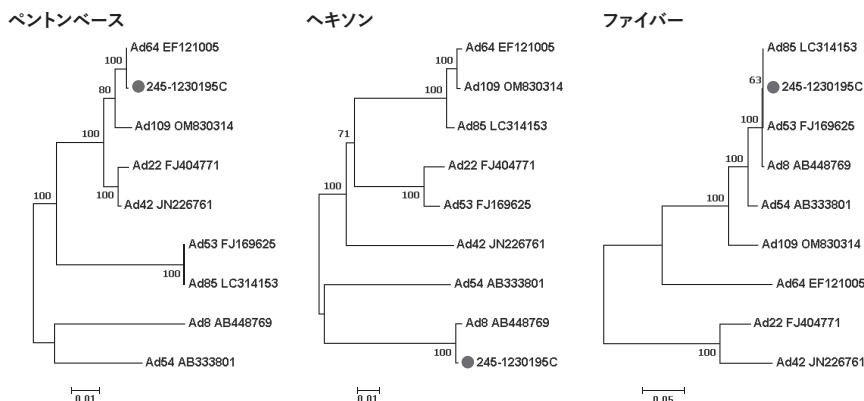 ペントンベース
Ad64 EF121005
100
245-1230195C
80
Ad109 OM830314
100
Ad22 FJ404771
100
Ad42 JN226761
100
Ad53 FJ169625
100
Ad85 LC314153
Ad8 AB448769
Ad54 AB333801
0.01
ヘキソン
Ad64 EF121005
100
Ad109 OM830314
100
Ad85 LC314153
71
Ad22 FJ404771
100
100
Ad53 FJ169625
Ad42 JN226761
Ad54 AB333801
Ad8 AB448769
100
245-1230195C
0.01
ファイバー
Ad85 LC314153
63
245-1230195C
100
Ad53 FJ169625
100
Ad8 AB448769
100
Ad54 AB333801
Ad109 OM830314
Ad64 EF121005
Ad22 FJ404771
100
Ad42 JN226761
0.05